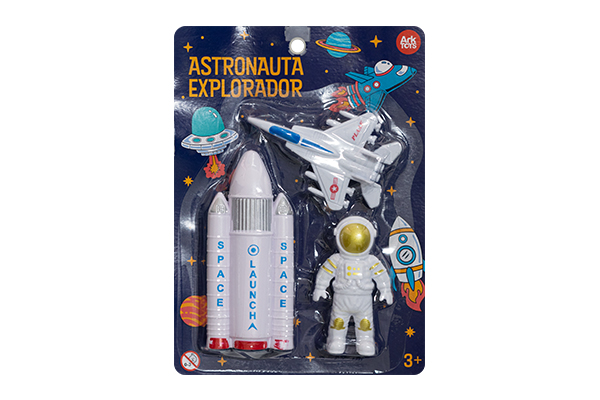 Ark
TOYS
ASTRONAUTA
EXPLORADOR
SPACE
LAUNCH
SPACE
3+